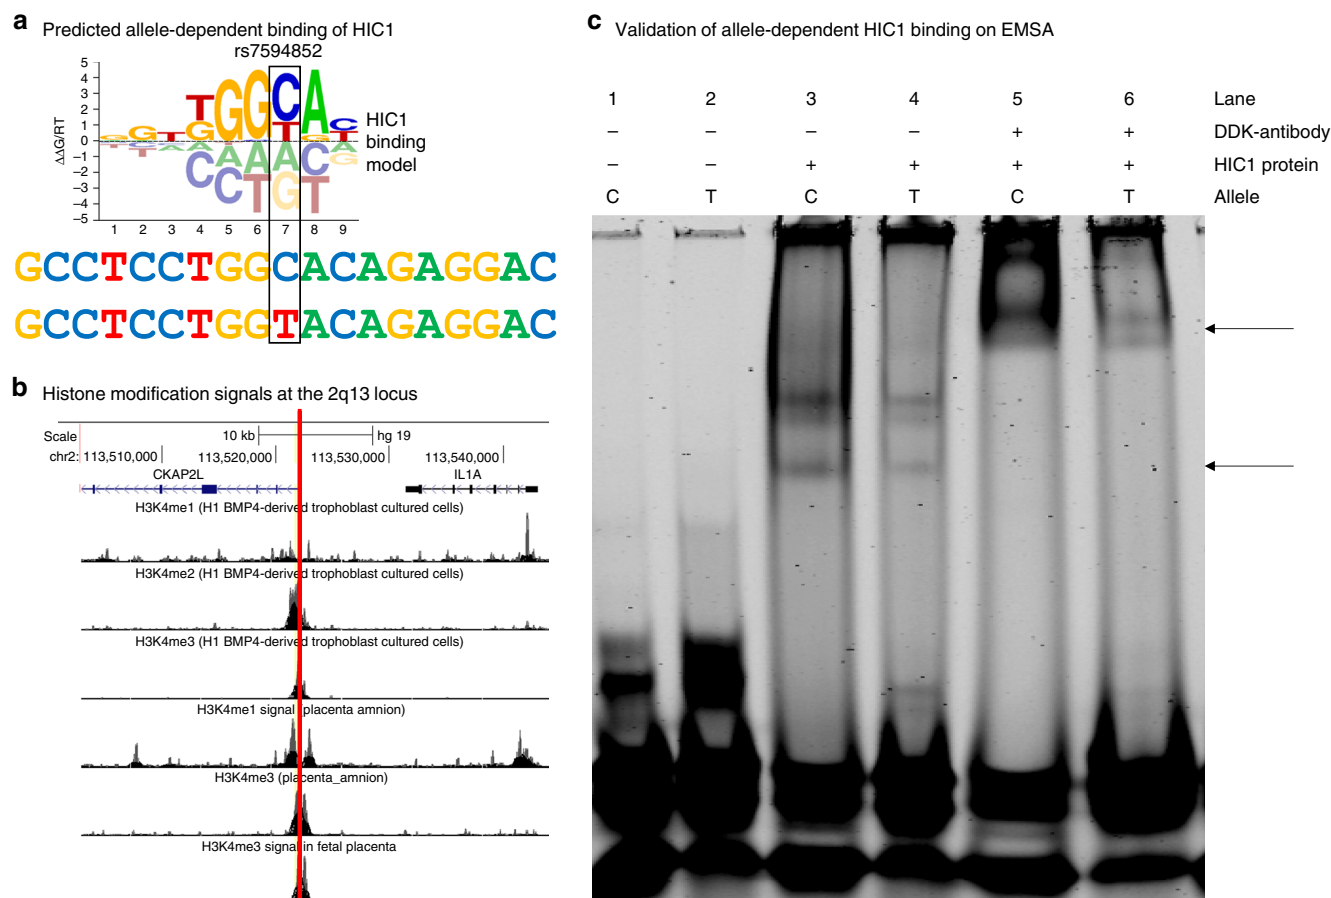 a Predicted allele-dependent binding of HIC1
rs7594852
5
4
3
2
1
0
−1
−2
−3
−4
−5
ΔΔG/RT
HIC1
binding
model
1 2 3 4 5 6 7 8 9
GCCTCCTGGCACAGAGGAC
GCCTCCTGGTACAGAGGAC
b Histone modification signals at the 2q13 locus
Scale 10 kb hg 19
chr2: 113,510,000 113,520,000 113,530,000 113,540,000
CKAP2L IL1A
H3K4me1 (H1 BMP4-derived trophoblast cultured cells)
H3K4me2 (H1 BMP4-derived trophoblast cultured cells)
H3K4me3 (H1 BMP4-derived trophoblast cultured cells)
H3K4me1 signal (placenta amnion)
H3K4me3 (placenta_amnion)
H3K4me3 signal in fetal placenta
c Validation of allele-dependent HIC1 binding on EMSA
1 2 3 4 5 6 Lane
− − − − + + DDK-antibody
− − + + + + HIC1 protein
C T C T C T Allele